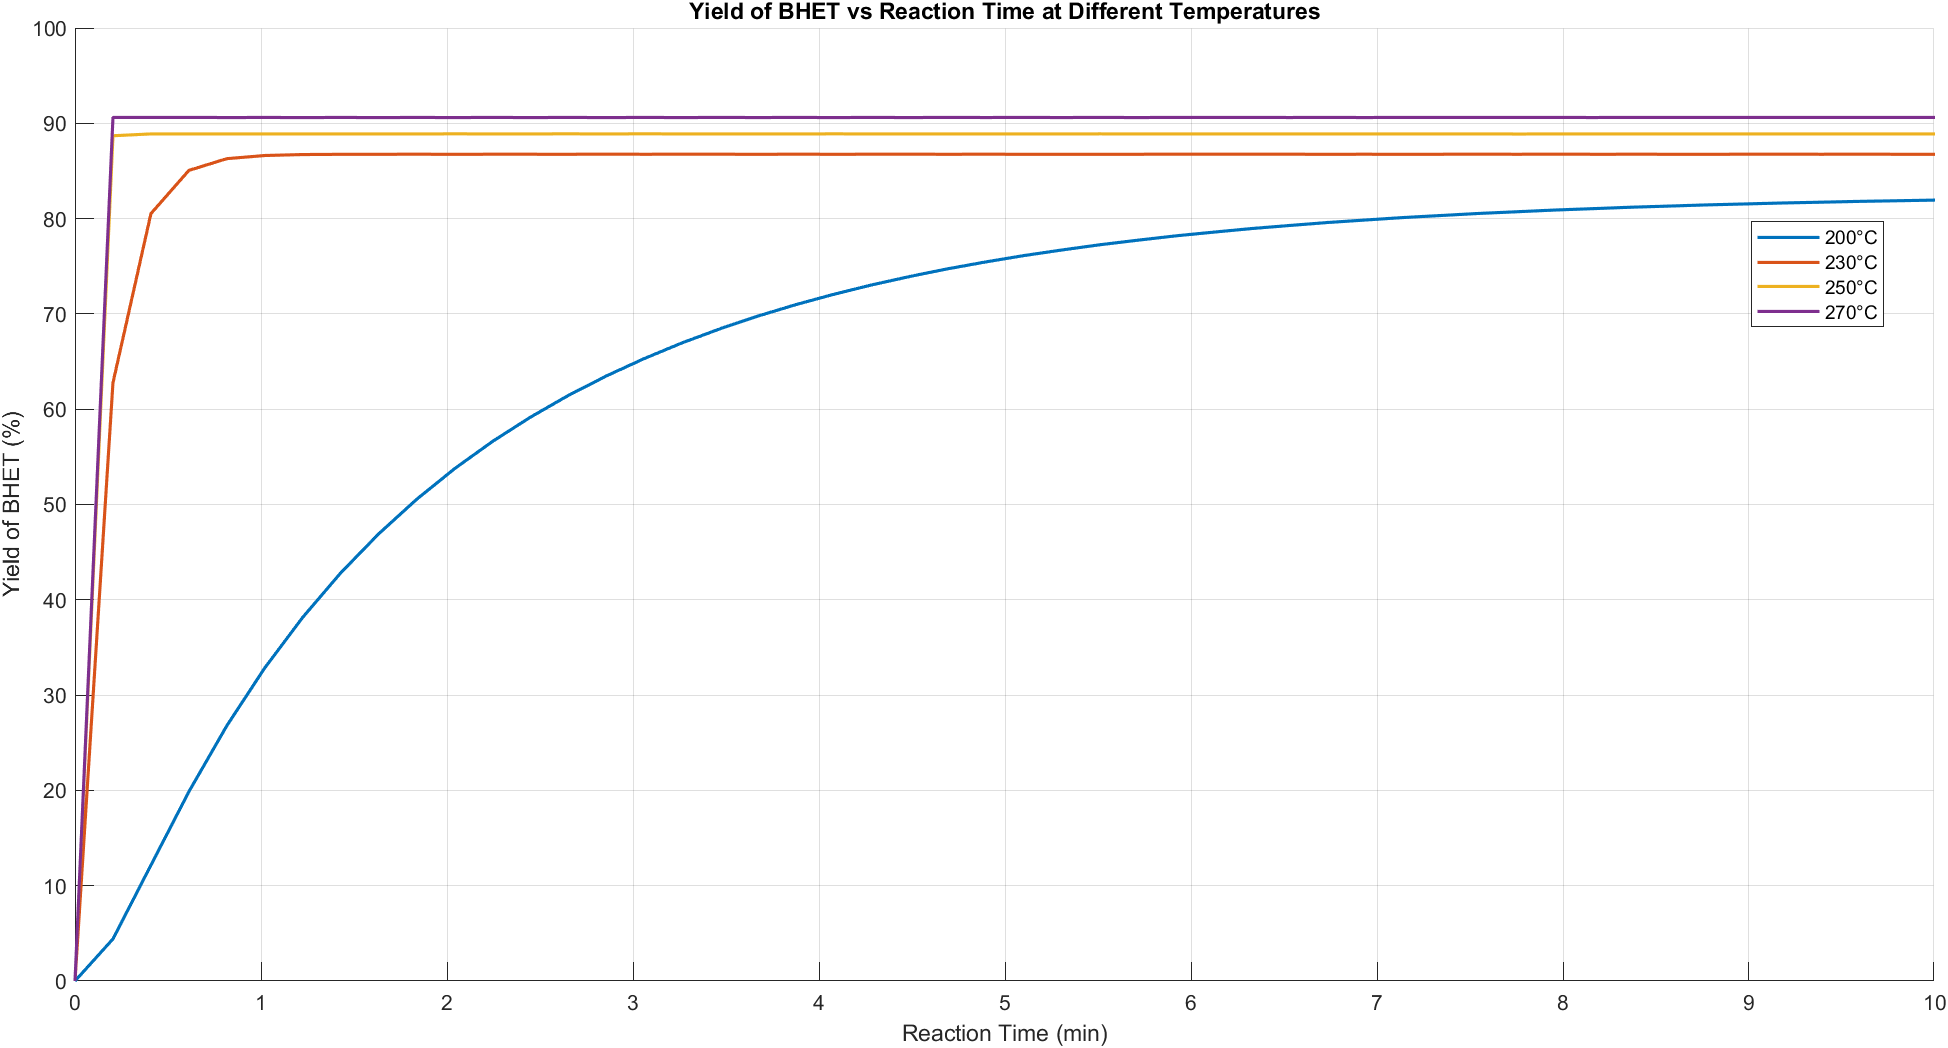 Yield of BHET vs Reaction Time at Different Temperatures
Yield of BHET (%)
100
90
80
70
60
50
40
30
20
10
0
200°C
230°C
250°C
270°C
0 1 2 3 4 5 6 7 8 9 10
Reaction Time (min)